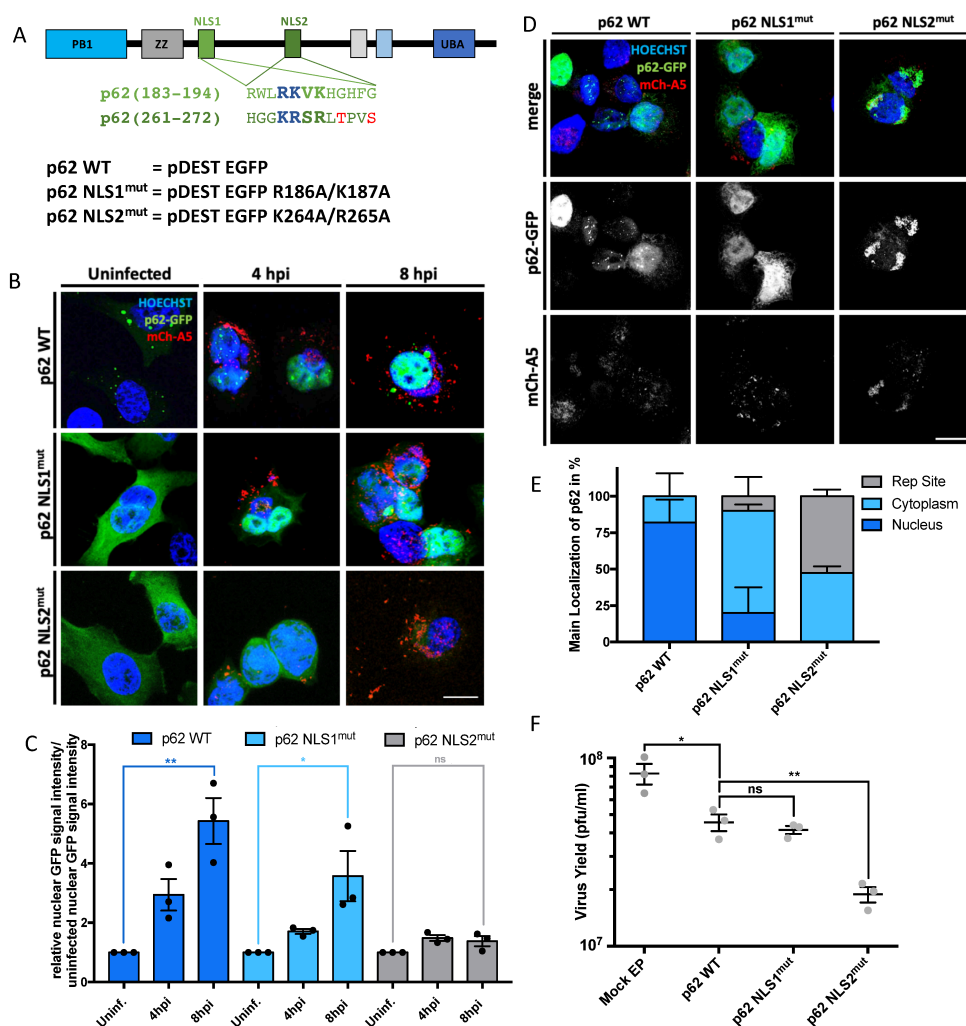 A
NLS1
NLS2
PB1
ZZ
UBA
p62(183-194) RWLRKVKHGHFG
p62(261-272) HGGKRSRLTPVS
p62 WT = pDEST EGFP
p62 NLS1mut = pDEST EGFP R186A/K187A
p62 NLS2mut = pDEST EGFP K264A/R265A
B
Uninfected
4 hpi
8 hpi
HOECHST
p62-GFP
mCh-A5
p62 WT
p62 NLS1mut
p62 NLS2mut
C
p62 WT
p62 NLS1mut
p62 NLS2mut
relative nuclear GFP signal intensity/
uninfected nuclear GFP signal intensity
8
6
4
2
0
**
*
ns
Uninf.
4hpi
8hpi
Uninf.
4hpi
8hpi
Uninf.
4hpi
8hpi
D
p62 WT
p62 NLS1mut
p62 NLS2mut
HOECHST
p62-GFP
mCh-A5
merge
p62-GFP
mCh-A5
E
Main Localization of p62 in %
100
75
50
25
0
Rep Site
Cytoplasm
Nucleus
p62 WT
p62 NLS1mut
p62 NLS2mut
F
Virus Yield (pfu/ml)
10^8
10^7
*
**
ns
Mock EP
p62 WT
p62 NLS1mut
p62 NLS2mut